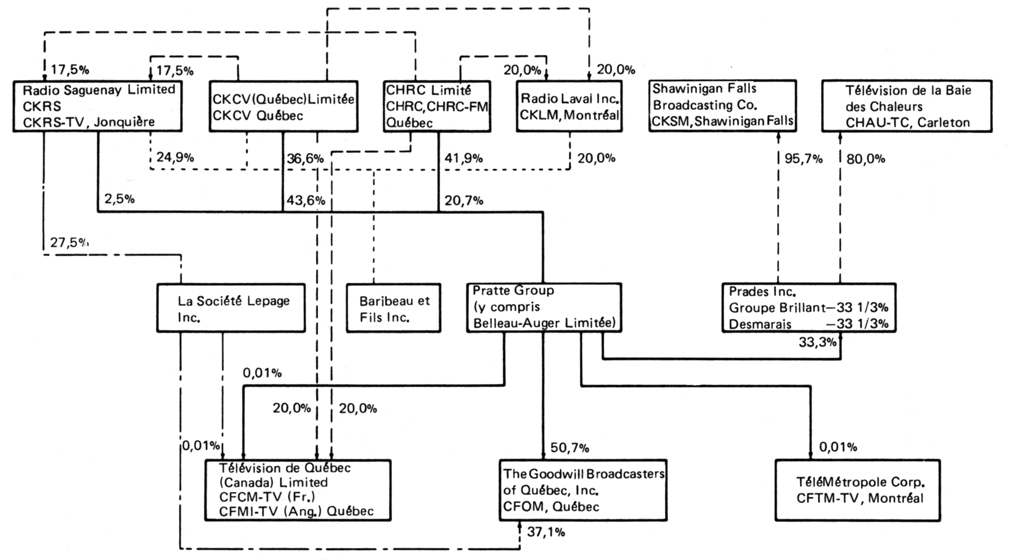 17,5%
17,5%
20,0%
20,0%
Radio Saguenay Limited
CKRS
CKRS-TV, Jonquière
CKCV(Québec)Limitée
CKCV Québec
CHRC Limité
CHRC, CHRC-FM
Québec
Radio Laval Inc.
CKLM, Montréal
Shawinigan Falls
Broadcasting Co.
CKSM, Shawinigan Falls
Télévision de la Baie
des Chaleurs
CHAU-TC, Carleton
24,9%
36,6%
41,9%
20,0%
95,7%
80,0%
2,5%
43,6%
20,7%
27,5%
La Société Lepage
Inc.
Baribeau et
Fils Inc.
Pratte Group
(y compris
Belleau-Auger Limitée)
Prades Inc.
Groupe Brillant—33 1/3%
Desmarais —33 1/3%
33,3%
0,01%
20,0%
20,0%
0,01%
50,7%
0,01%
Télévision de Québec
(Canada) Limited
CFCM-TV (Fr.)
CFMI-TV (Ang.) Québec
The Goodwill Broadcasters
of Québec, Inc.
CFOM, Québec
TéléMétropole Corp.
CFTM-TV, Montréal
37,1%